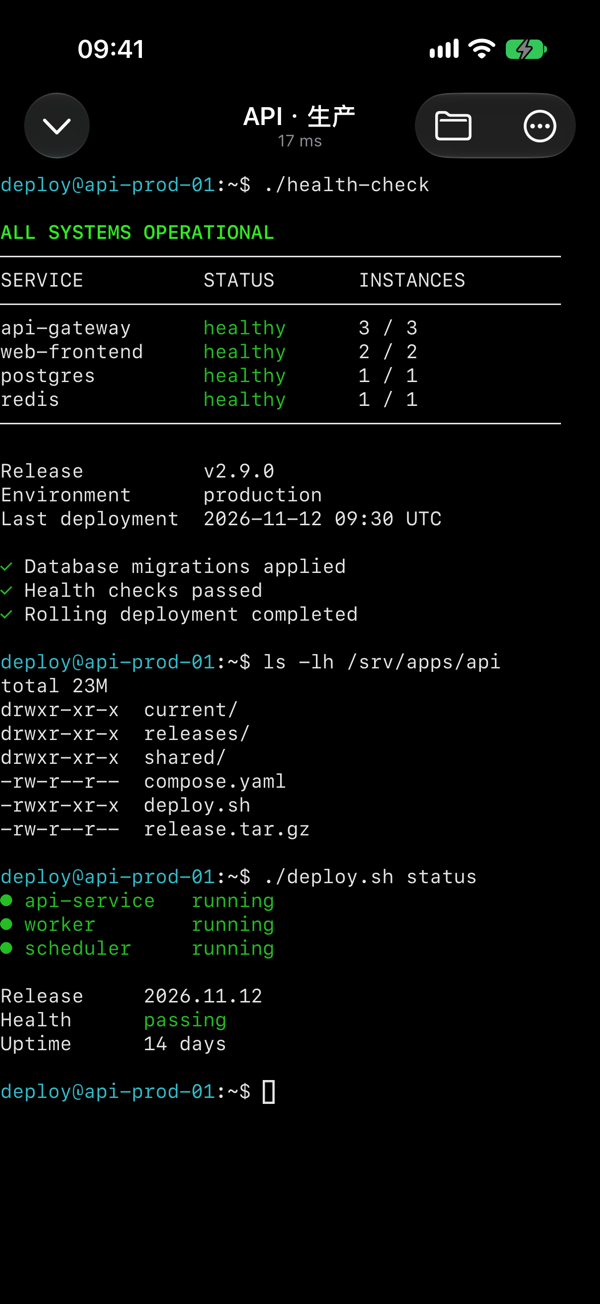 09:41
API · 生产
17 ms
deploy@api-prod-01:~$ ./health-check
ALL SYSTEMS OPERATIONAL
SERVICE STATUS INSTANCES
api-gateway healthy 3 / 3
web-frontend healthy 2 / 2
postgres healthy 1 / 1
redis healthy 1 / 1
Release v2.9.0
Environment production
Last deployment 2026-11-12 09:30 UTC
✓ Database migrations applied
✓ Health checks passed
✓ Rolling deployment completed
deploy@api-prod-01:~$ ls -lh /srv/apps/api
total 23M
drwxr-xr-x current/
drwxr-xr-x releases/
drwxr-xr-x shared/
-rw-r--r-- compose.yaml
-rwxr-xr-x deploy.sh
-rw-r--r-- release.tar.gz
deploy@api-prod-01:~$ ./deploy.sh status
● api-service running
● worker running
● scheduler running
Release 2026.11.12
Health passing
Uptime 14 days
deploy@api-prod-01:~$